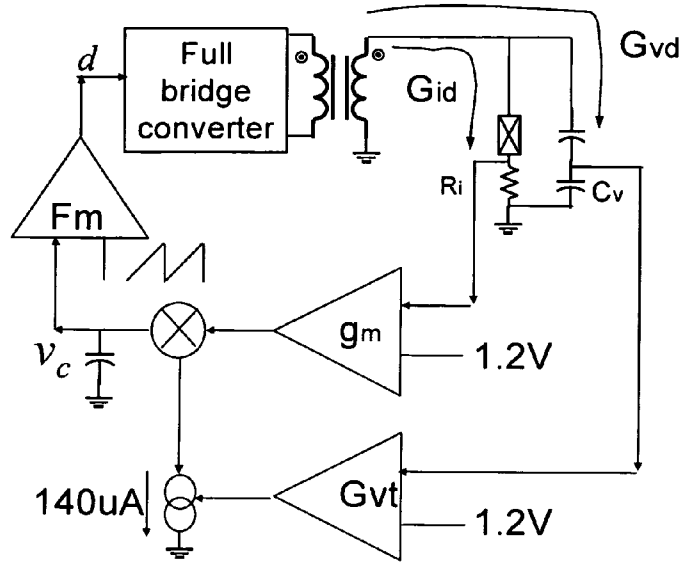 d
Full
bridge
converter
Gid
Gvd
Ri
Cv
Fm
vc
gm
1.2V
140uA
Gvt
1.2V